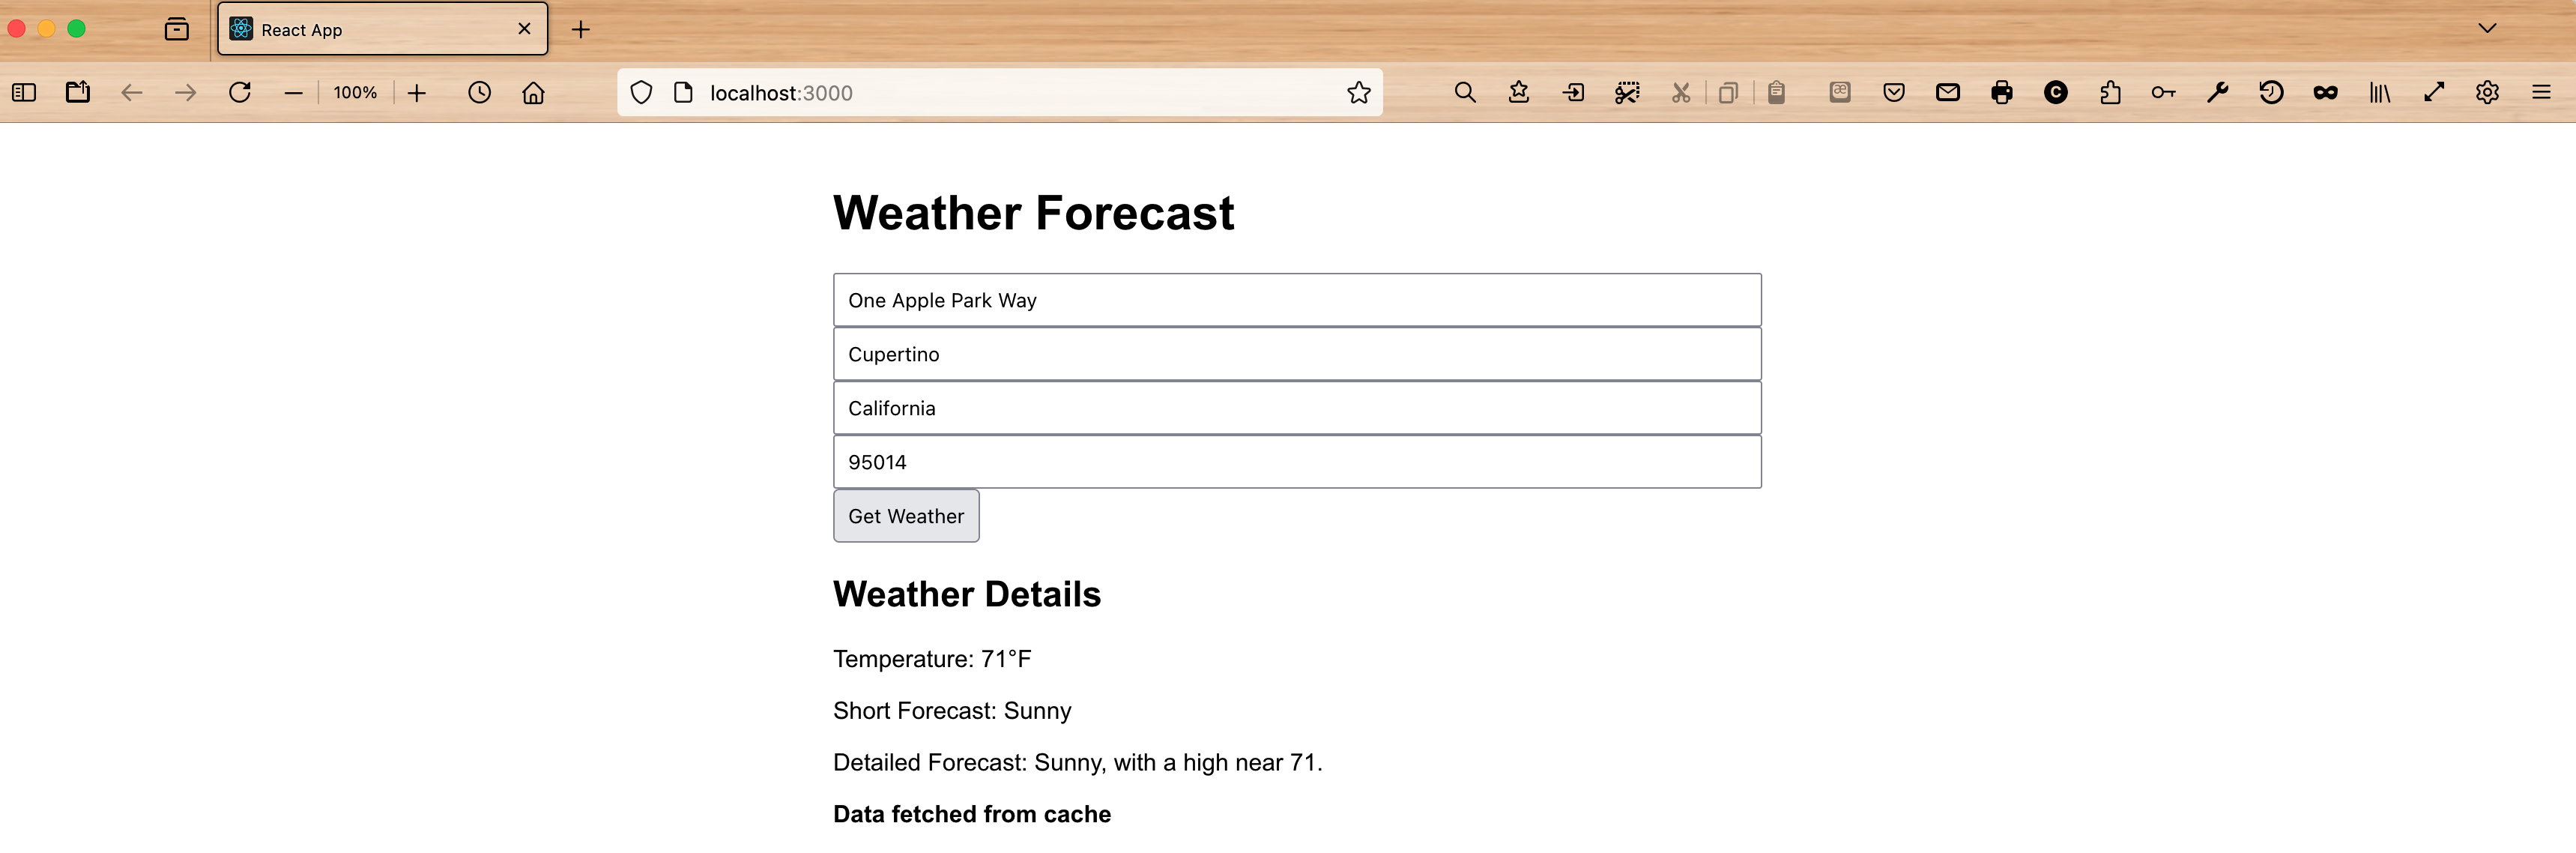 React App
100%
localhost:3000
Weather Forecast
One Apple Park Way
Cupertino
California
95014
Get Weather
Weather Details
Temperature: 71°F
Short Forecast: Sunny
Detailed Forecast: Sunny, with a high near 71.
Data fetched from cache